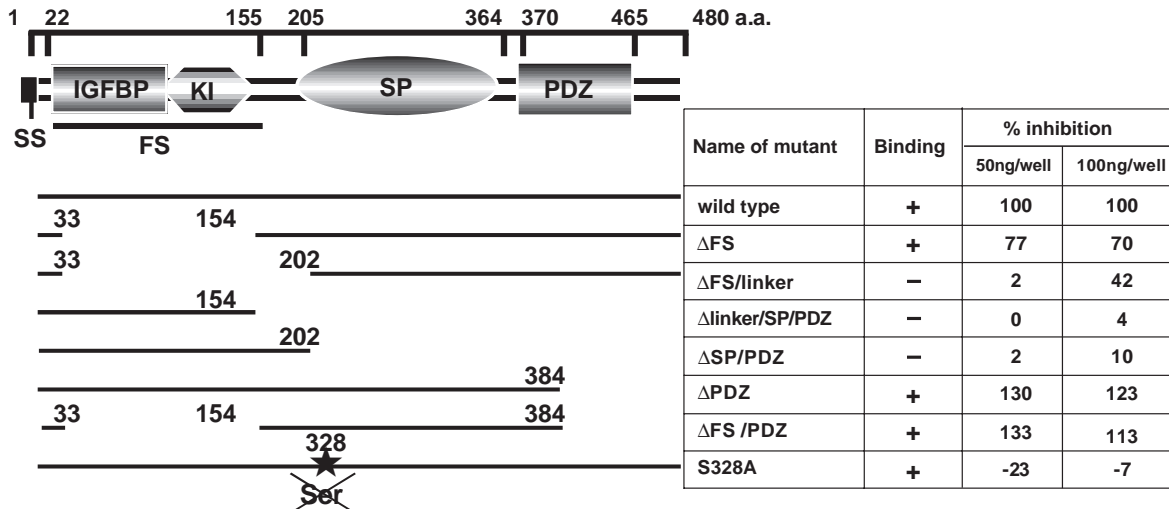 1 22 155 205 364 370 465 480 a.a.
IGFBP KI SP PDZ
SS FS
33 154
33 202
154
202
384
33 154 384
328
Ser
Name of mutant Binding % inhibition
50ng/well 100ng/well
wild type + 100 100
ΔFS + 77 70
ΔFS/linker − 2 42
Δlinker/SP/PDZ − 0 4
ΔSP/PDZ − 2 10
ΔPDZ + 130 123
ΔFS /PDZ + 133 113
S328A + -23 -7